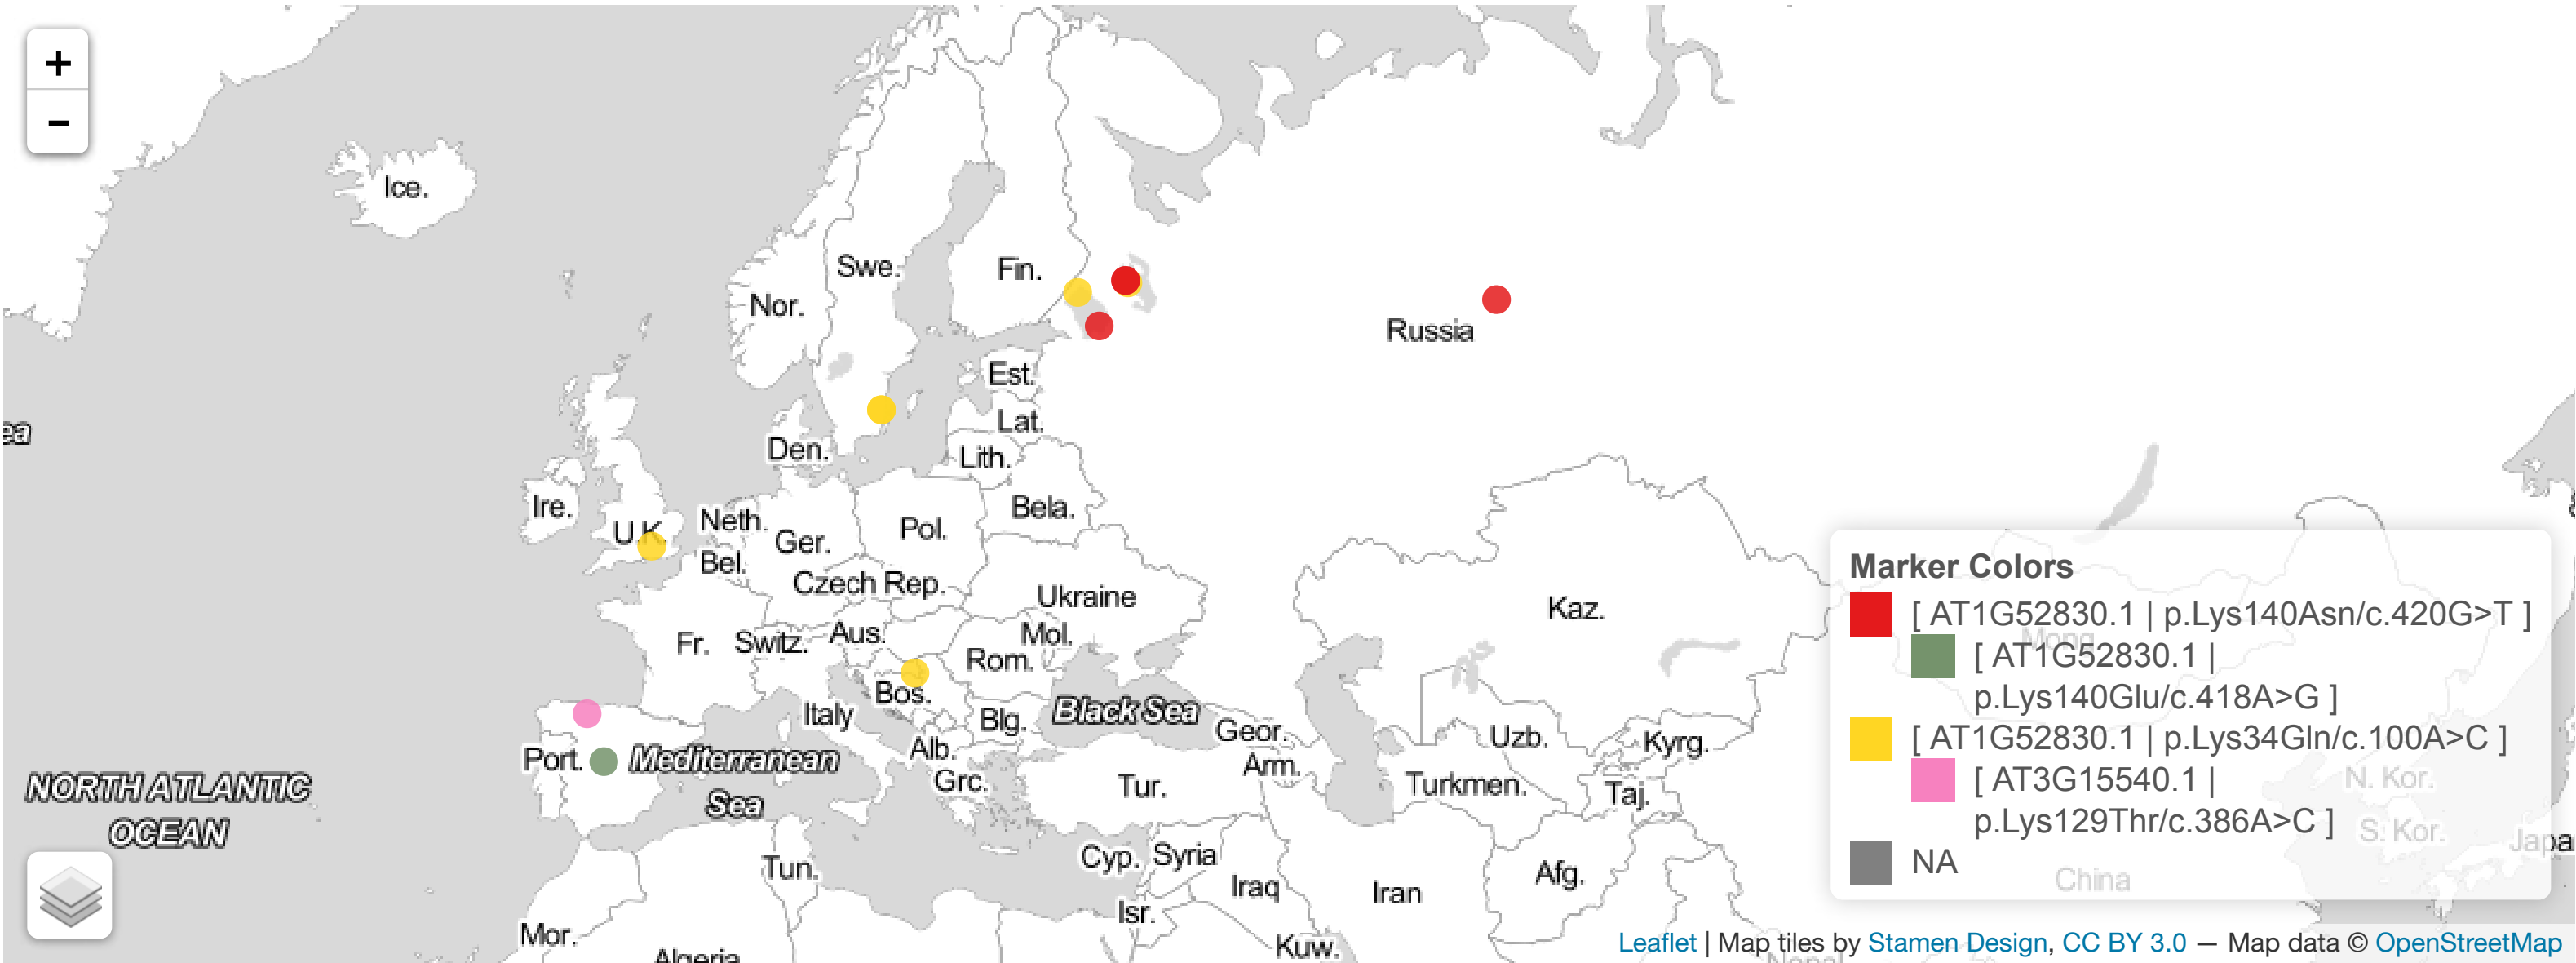 +
−
Ice.
Swe.
Fin.
Nor.
Russia
Est.
ea
Lat.
Den.
Lith.
Ire.
Bela.
Neth.
U.K.
Pol.
Ger.
Bel.
Czech Rep.
Ukraine
Kaz.
Aus.
Mol.
Fr.
Switz.
Rom.
Bos.
Italy
Blg.
Black Sea
Geor.
Uzb.
Kyrg.
Alb.
Port.
Mediterranean
Sea
Arm.
Grc.
Tur.
Turkmen.
Taj.
NORTH ATLANTIC
OCEAN
Cyp.
Syria
Tun.
Afg.
Iraq
Iran
Isr.
Mor.
Kuw.
Algeria
Marker Colors
[ AT1G52830.1 | p.Lys140Asn/c.420G>T ]
Mong.
[ AT1G52830.1 |
p.Lys140Glu/c.418A>G ]
[ AT1G52830.1 | p.Lys34Gln/c.100A>C ]
[ AT3G15540.1 |
p.Lys129Thr/c.386A>C ]
NA
N. Kor.
S. Kor.
Japa
China
Nepal
Leaflet | Map tiles by Stamen Design, CC BY 3.0 — Map data © OpenStreetMap